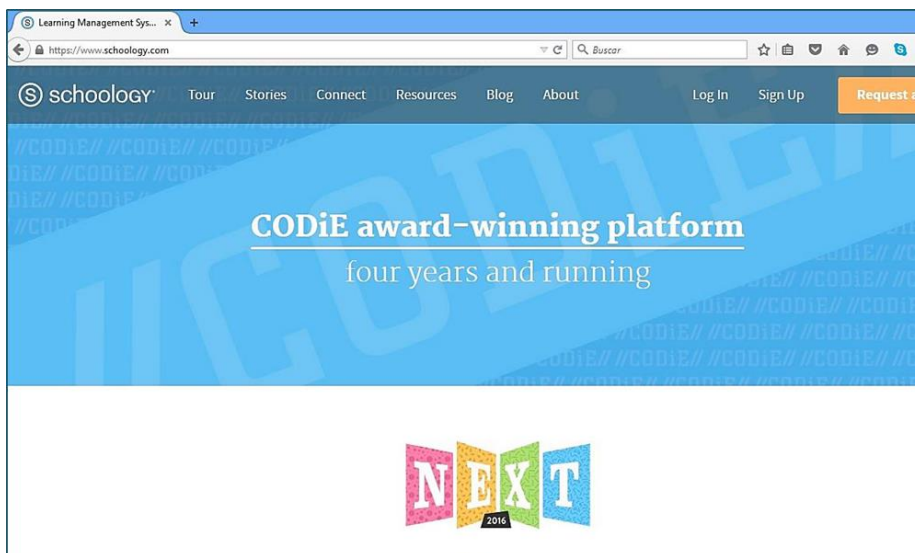 Learning Management Sys...
https://www.schoology.com
Buscar
schoology
Tour Stories Connect Resources Blog About Log In Sign Up Request a
//CODiE//
CODiE award-winning platform
four years and running
NEXT
2016